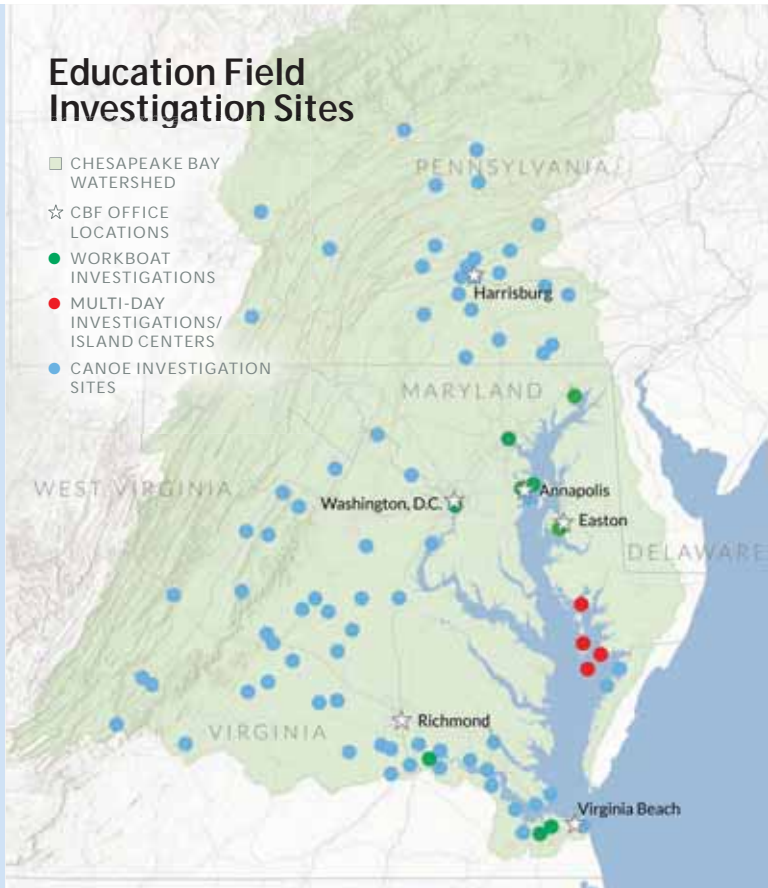 Education Field
Investigation Sites
CHESAPEAKE BAY
WATERSHED
CBF OFFICE
LOCATIONS
WORKBOAT
INVESTIGATIONS
MULTI-DAY
INVESTIGATIONS/
ISLAND CENTERS
CANOE INVESTIGATION
SITES
PENNSYLVANIA
Harrisburg
MARYLAND
WEST VIRGINIA
Washington, D.C.
Annapolis
Easton
DELAWARE
Richmond
VIRGINIA
Virginia Beach